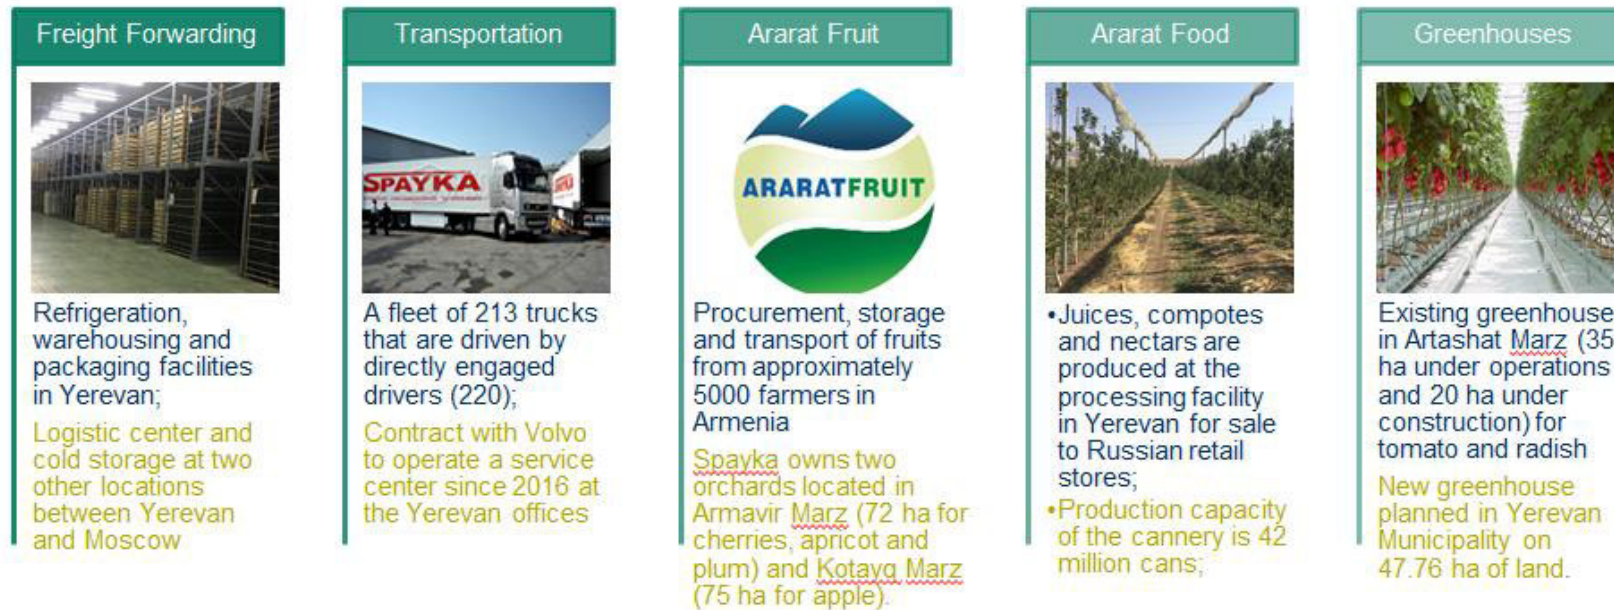 Freight Forwarding
Refrigeration,
warehousing and
packaging facilities
in Yerevan;
Logistic center and
cold storage at two
other locations
between Yerevan
and Moscow
Transportation
SPAYKA
SPAYKA
A fleet of 213 trucks
that are driven by
directly engaged
drivers (220);
Contract with Volvo
to operate a service
center since 2016 at
the Yerevan offices
Ararat Fruit
ARARATFRUIT
Procurement, storage
and transport of fruits
from approximately
5000 farmers in
Armenia
Spayka owns two
orchards located in
Armavir Marz (72 ha for
cherries, apricot and
plum) and Kotayq Marz
(75 ha for apple).
Ararat Food
•Juices, compotes
and nectars are
produced at the
processing facility
in Yerevan for sale
to Russian retail
stores;
•Production capacity
of the cannery is 42
million cans;
Greenhouses
Existing greenhouse
in Artashat Marz (35
ha under operations
and 20 ha under
construction) for
tomato and radish
New greenhouse
planned in Yerevan
Municipality on
47.76 ha of land.